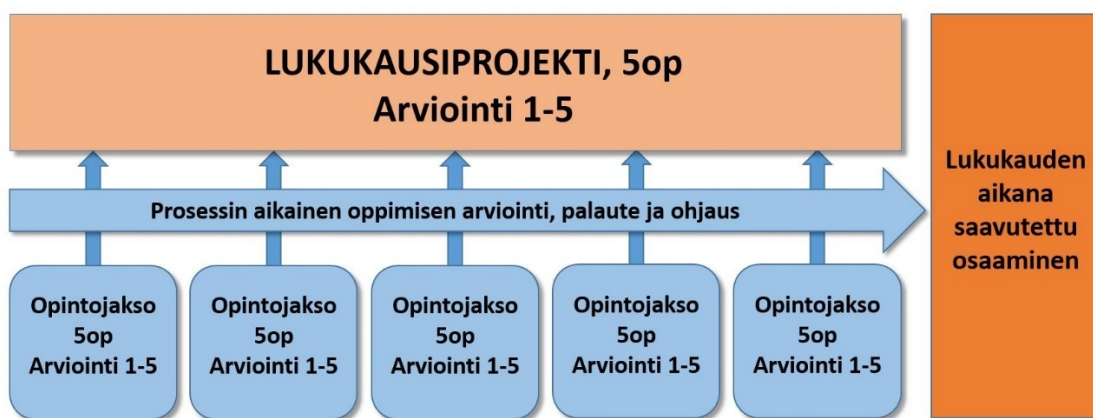 LUKUKAUSIPROJEKTI, 5op
Arviointi 1-5
Prosessin aikainen oppimisen arviointi, palaute ja ohjaus
Opintojakso
5op
Arviointi 1-5
Opintojakso
5op
Arviointi 1-5
Opintojakso
5op
Arviointi 1-5
Opintojakso
5op
Arviointi 1-5
Opintojakso
5op
Arviointi 1-5
Lukukauden
aikana
saavutettu
osaaminen